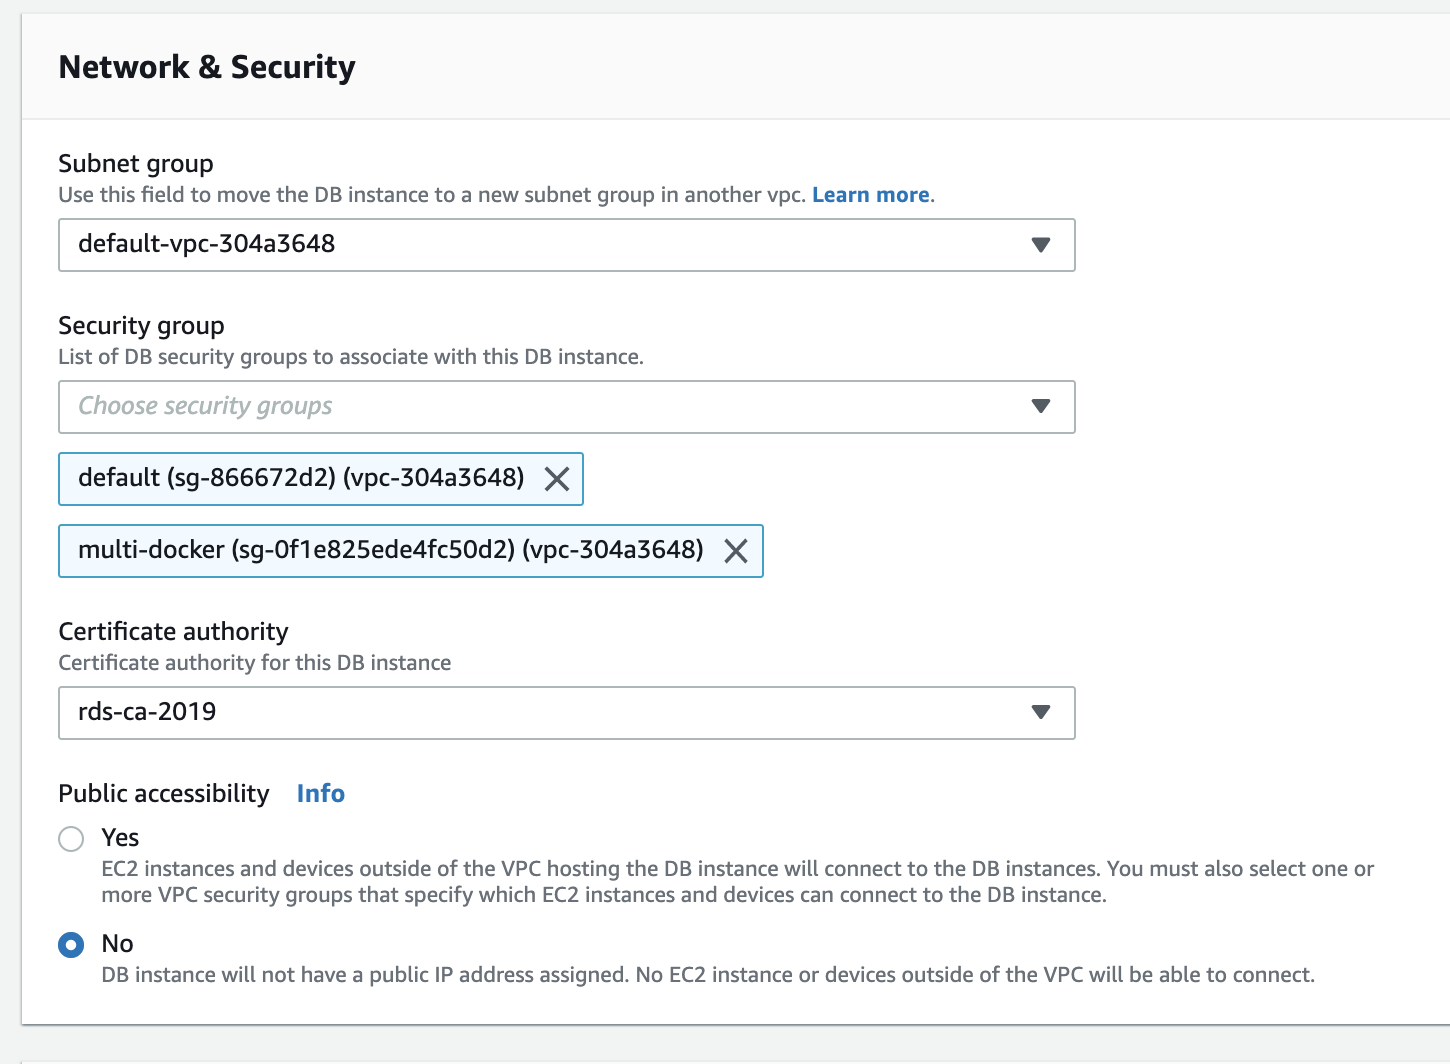 Network & Security
Subnet group
Use this field to move the DB instance to a new subnet group in another vpc. Learn more.
default-vpc-304a3648
Security group
List of DB security groups to associate with this DB instance.
Choose security groups
default (sg-866672d2) (vpc-304a3648)
multi-docker (sg-0f1e825ede4fc50d2) (vpc-304a3648)
Certificate authority
Certificate authority for this DB instance
rds-ca-2019
Public accessibility Info
Yes
EC2 instances and devices outside of the VPC hosting the DB instance will connect to the DB instances. You must also select one or
more VPC security groups that specify which EC2 instances and devices can connect to the DB instance.
No
DB instance will not have a public IP address assigned. No EC2 instance or devices outside of the VPC will be able to connect.